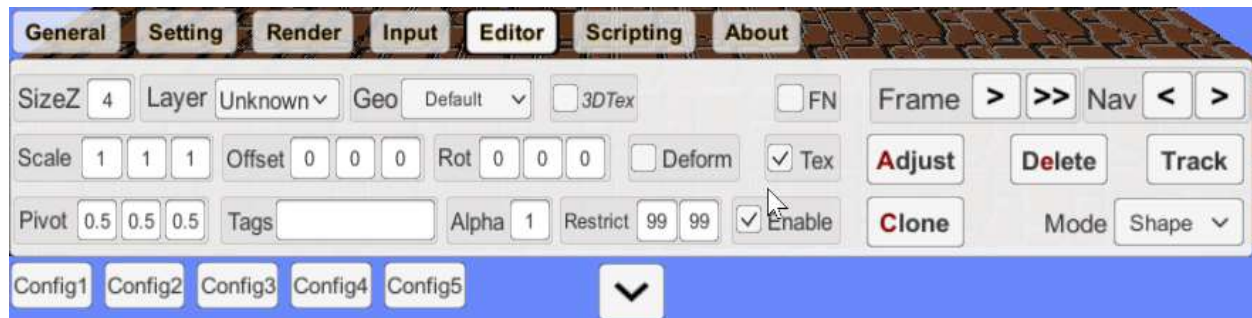 General Setting Render Input Editor Scripting About
SizeZ 4 Layer Unknown Geo Default 3DTex FN Frame > >> Nav < >
Scale 1 1 1 Offset 0 0 0 Rot 0 0 0 Deform Tex Adjust Delete Track
Pivot 0.5 0.5 0.5 Tags Alpha 1 Restrict 99 99 Enable Clone Mode Shape
Config1 Config2 Config3 Config4 Config5